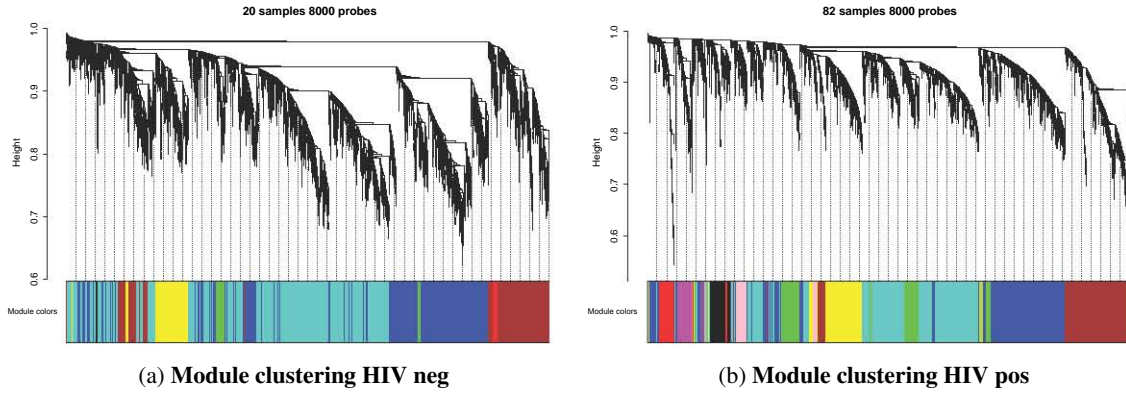 20 samples 8000 probes
Height
1.0
0.9
0.8
0.7
0.6
Module colors
(a) Module clustering HIV neg
82 samples 8000 probes
Height
1.0
0.9
0.8
0.7
0.6
Module colors
(b) Module clustering HIV pos